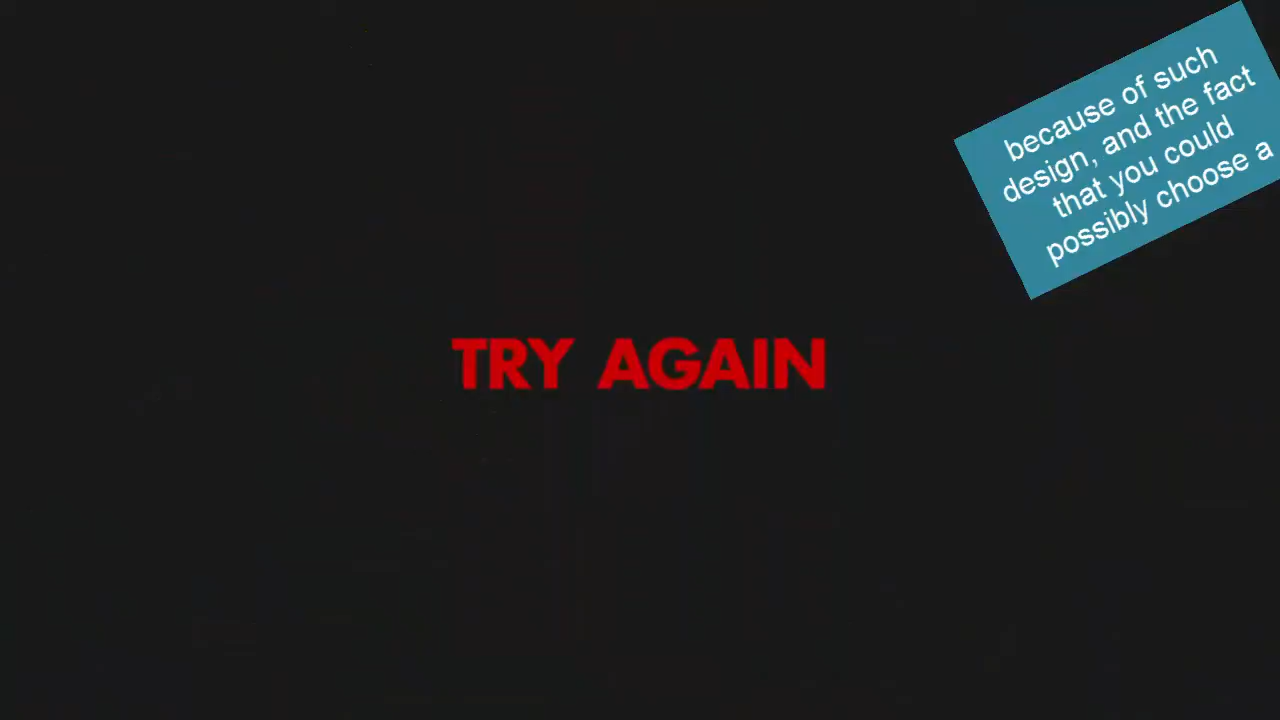 because of such
design, and the fact
that you could
possibly choose a
TRY AGAIN